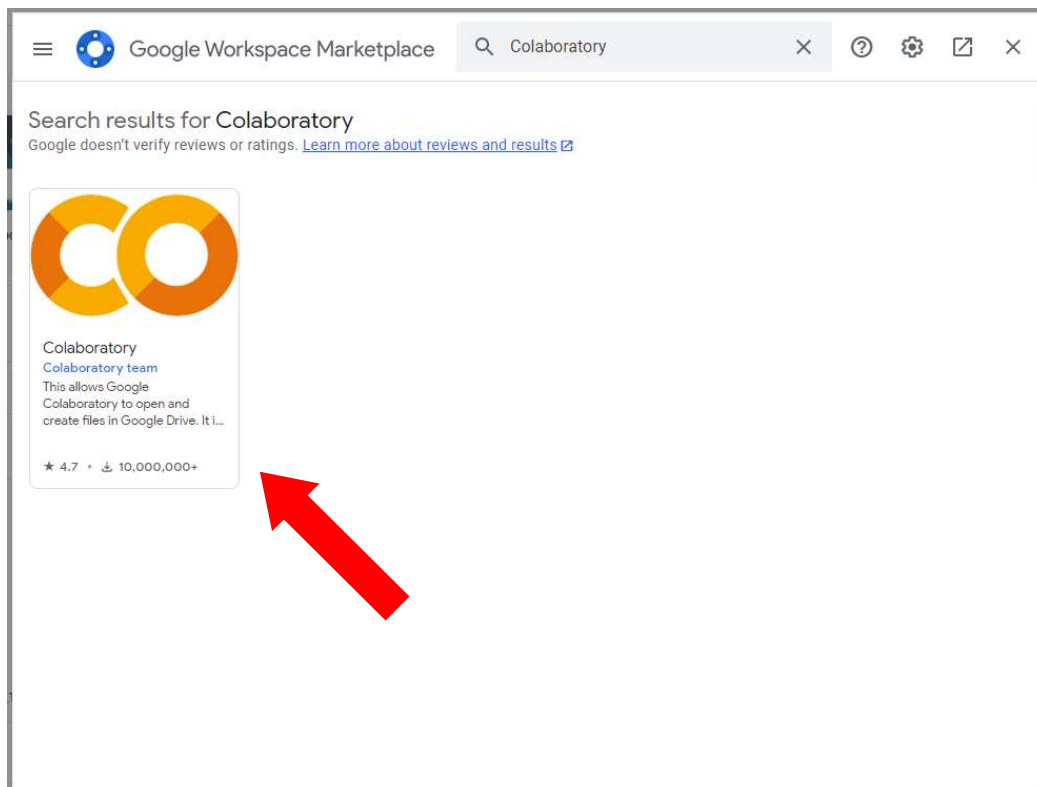 Google Workspace Marketplace
Colaboratory
Search results for Colaboratory
Google doesn't verify reviews or ratings. Learn more about reviews and results
Colaboratory
Colaboratory team
This allows Google
Colaboratory to open and
create files in Google Drive. It i...
4.7 • 10,000,000+